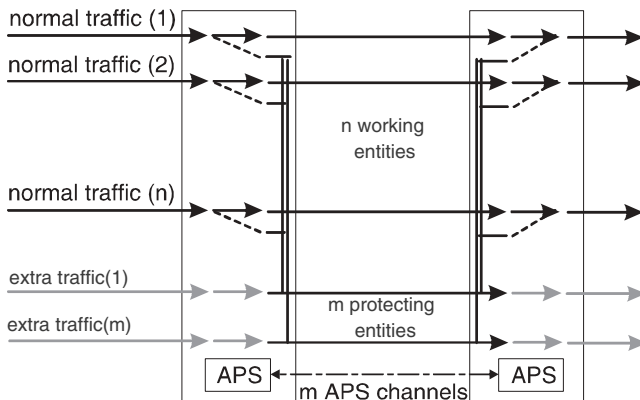 normal traffic (1)
normal traffic (2)
n working
entities
normal traffic (n)
extra traffic(1)
m protecting
entities
extra traffic(m)
APS
APS
m APS channels